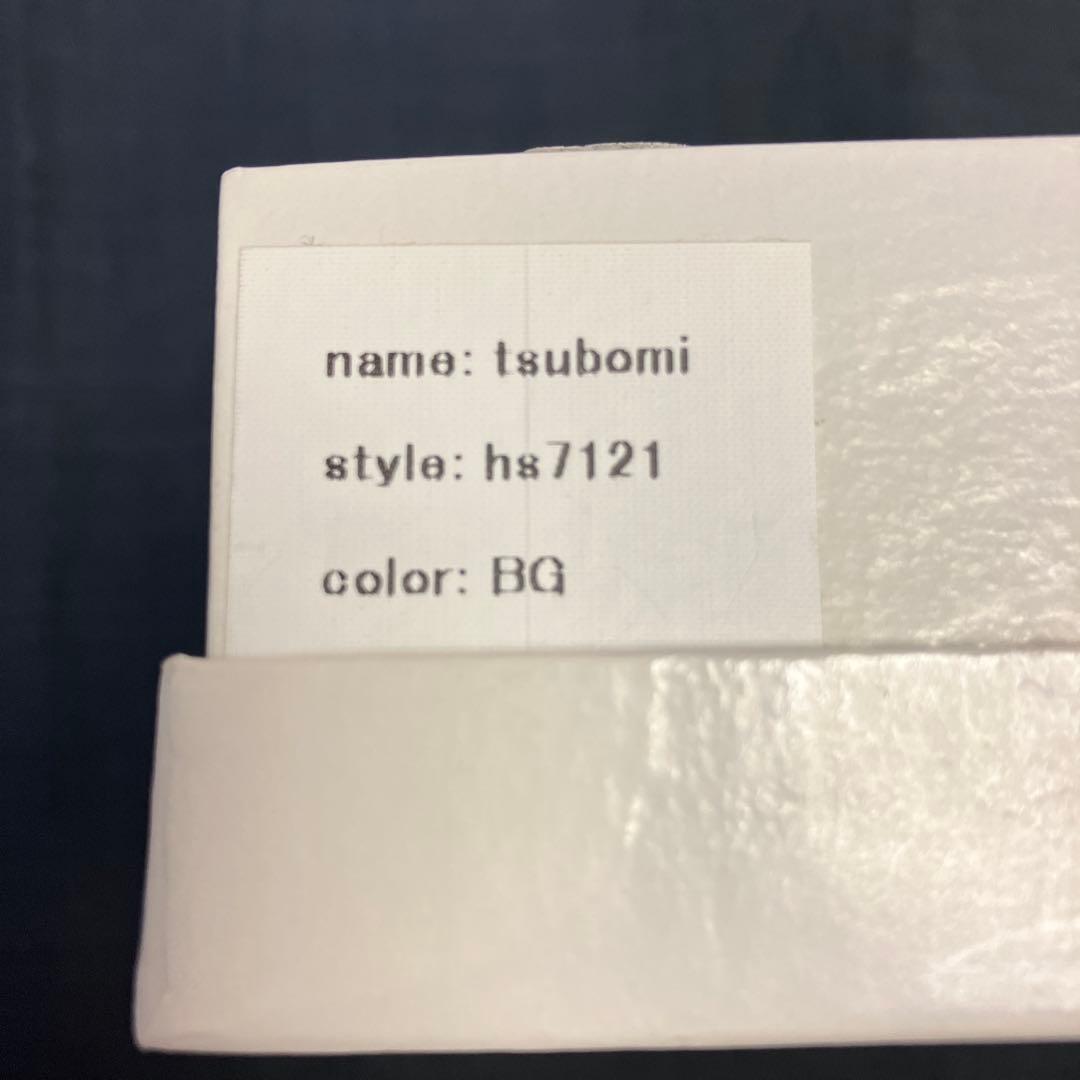 name: tsubomi
style: hs7121
color: BG